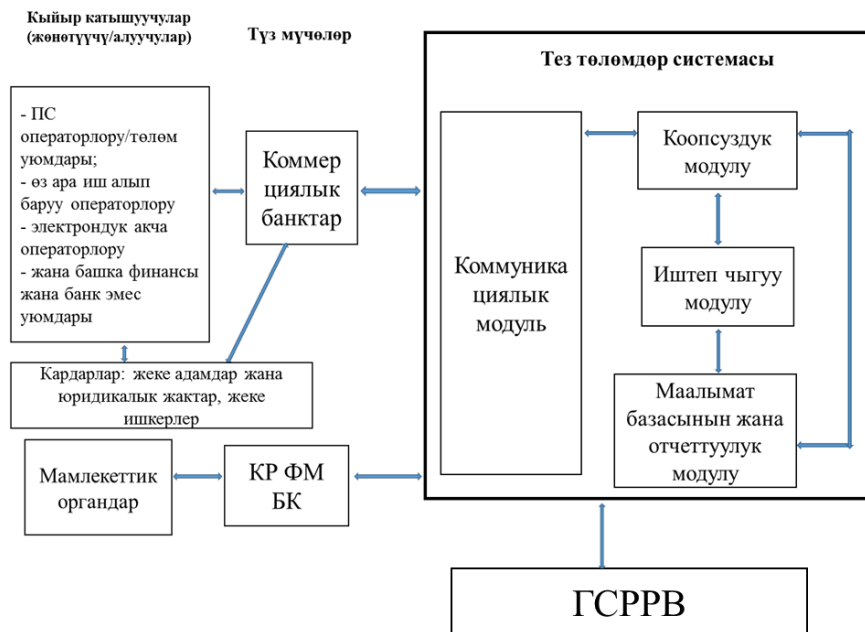 Кыйыр катышуучулар
(жөнөтүүчү/алуучулар)
Түз мүчөлөр
Тез төлөмдөр системасы
- ПС
операторлору/төлөм
уюмдары;
- өз ара иш алып
баруу операторлору
- электрондук акча
операторлору
- жана башка финансы
жана банк эмес
уюмдары
Коммер
циялык
банктар
Коммуника
циялык
модуль
Коопсуздук
модулу
Иштеп чыгуу
модулу
Маалымат
базасынын жана
отчеттуулук
модулу
Кардарлар: жеке адамдар жана
юридикалык жактар, жеке
ишкерлер
Мамлекеттик
органдар
КР ФМ
БК
ГСРРВ